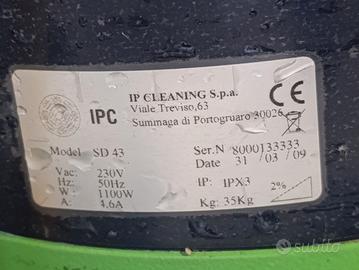 IPC
IP CLEANING S.p.a.
Viale Treviso,63
Summaga di Portogruaro 30026
CE
Model SD 43
Ser.N 8000133333
Date 31 /03 /09
Vac: 230V
Hz: 50Hz
W: 1100W
A: 4,6A
IP: IPX3
2%
Kg: 35Kg
subito